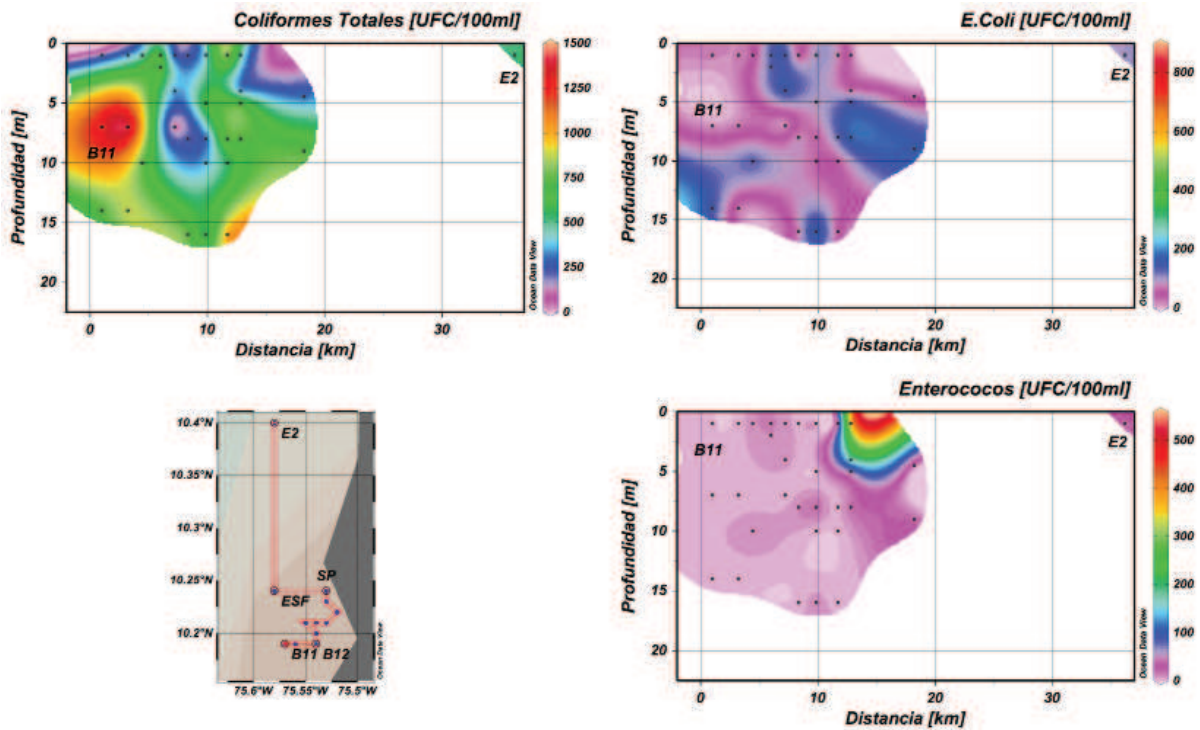 Coliformes Totales [UFC/100ml]
0
5
10
15
20
Profundidad [m]
B11
E2
Ocean Data View
1500
1250
1000
750
500
250
0
0 10 20 30
Distancia [km]
E.Coli [UFC/100ml]
0
5
10
15
20
Profundidad [m]
B11
E2
Ocean Data View
800
700
600
500
400
300
200
100
0
0 10 20 30
Distancia [km]
10.4°N
10.35°N
10.3°N
10.25°N
10.2°N
E2
SP
ESF
B11 B12
Ocean Data View
75.6°W 75.55°W 75.5°W
Enterococos [UFC/100ml]
0
5
10
15
20
Profundidad [m]
B11
E2
Ocean Data View
500
400
300
200
100
0
0 10 20 30
Distancia [km]